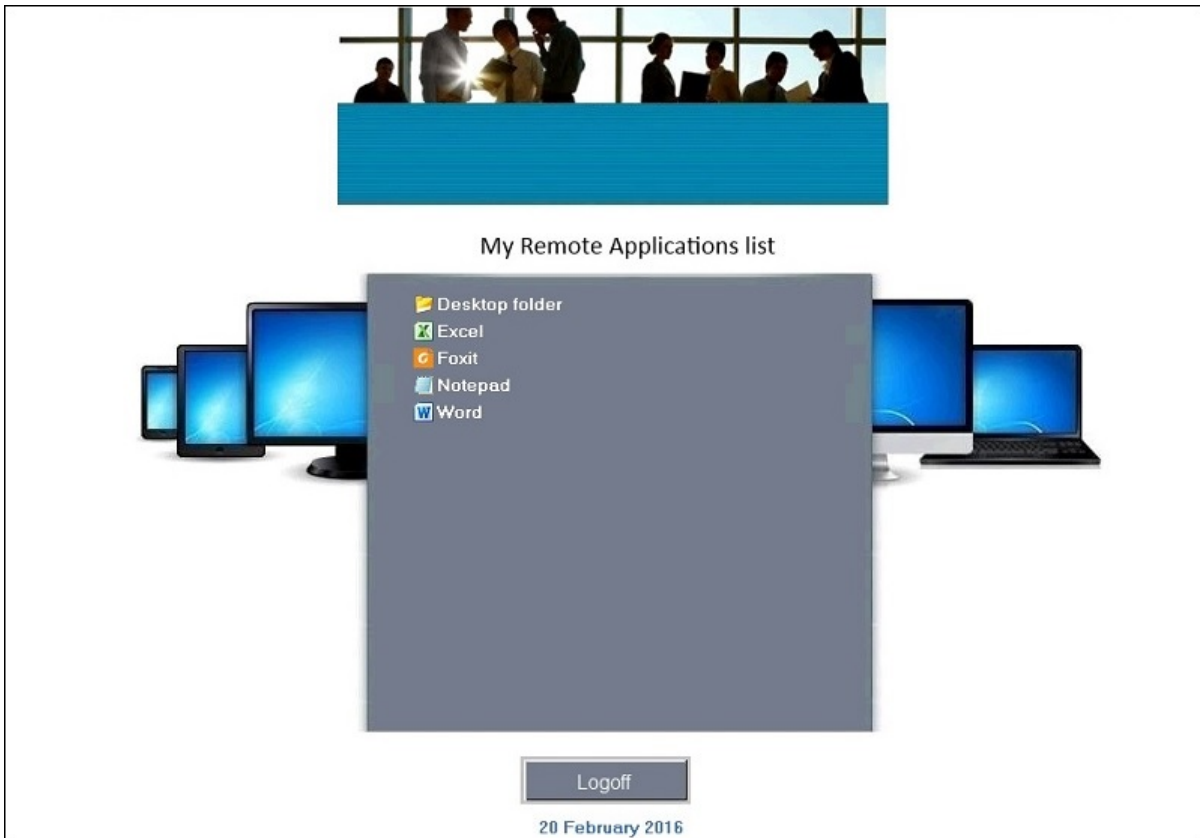 My Remote Applications list
Desktop folder
Excel
Foxit
Notepad
Word
Logoff
20 February 2016